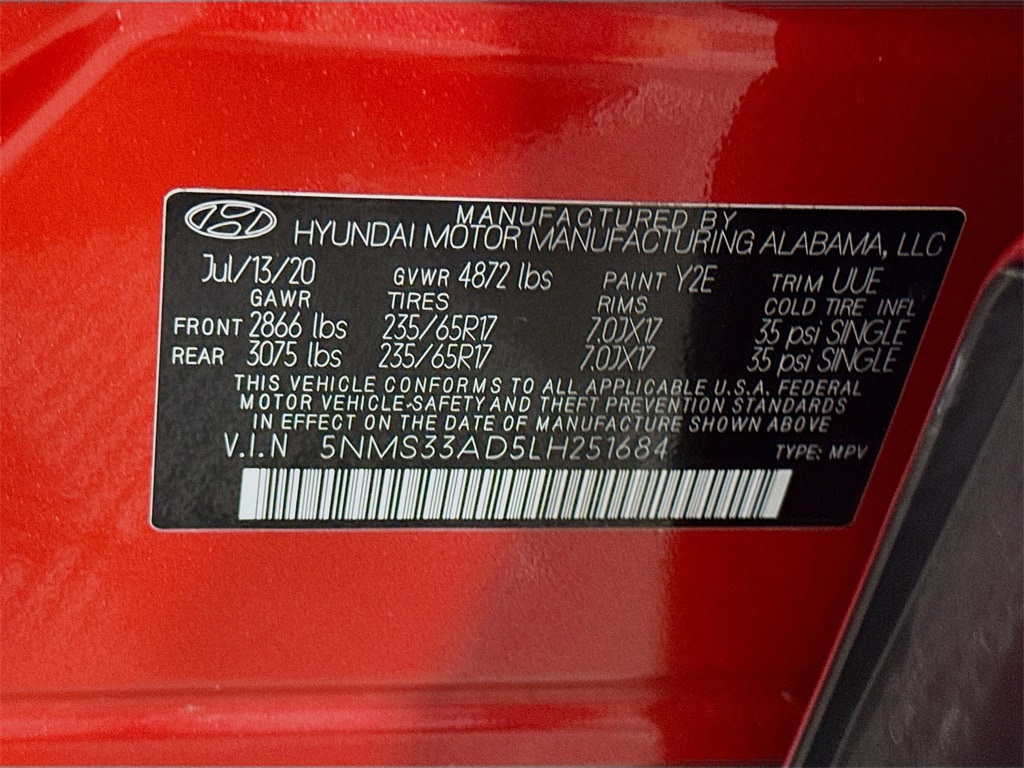 MANUFACTURED BY
HYUNDAI MOTOR MANUFACTURING ALABAMA, LLC
Jul/13/20 GVWR 4872 lbs PAINT Y2E TRIM UUE
GAWR TIRES RIMS COLD TIRE INFL
FRONT 2866 lbs 235/65R17 7.0JX17 35 psi SINGLE
REAR 3075 lbs 235/65R17 7.0JX17 35 psi SINGLE
THIS VEHICLE CONFORMS TO ALL APPLICABLE U.S.A. FEDERAL
MOTOR VEHICLE-SAFETY AND THEFT PREVENTION STANDARDS
IN EFFECT ON THE DATE OF MANUFACTURE SHOWN ABOVE
V.I.N 5NMS33AD5LH251684 TYPE: MPV